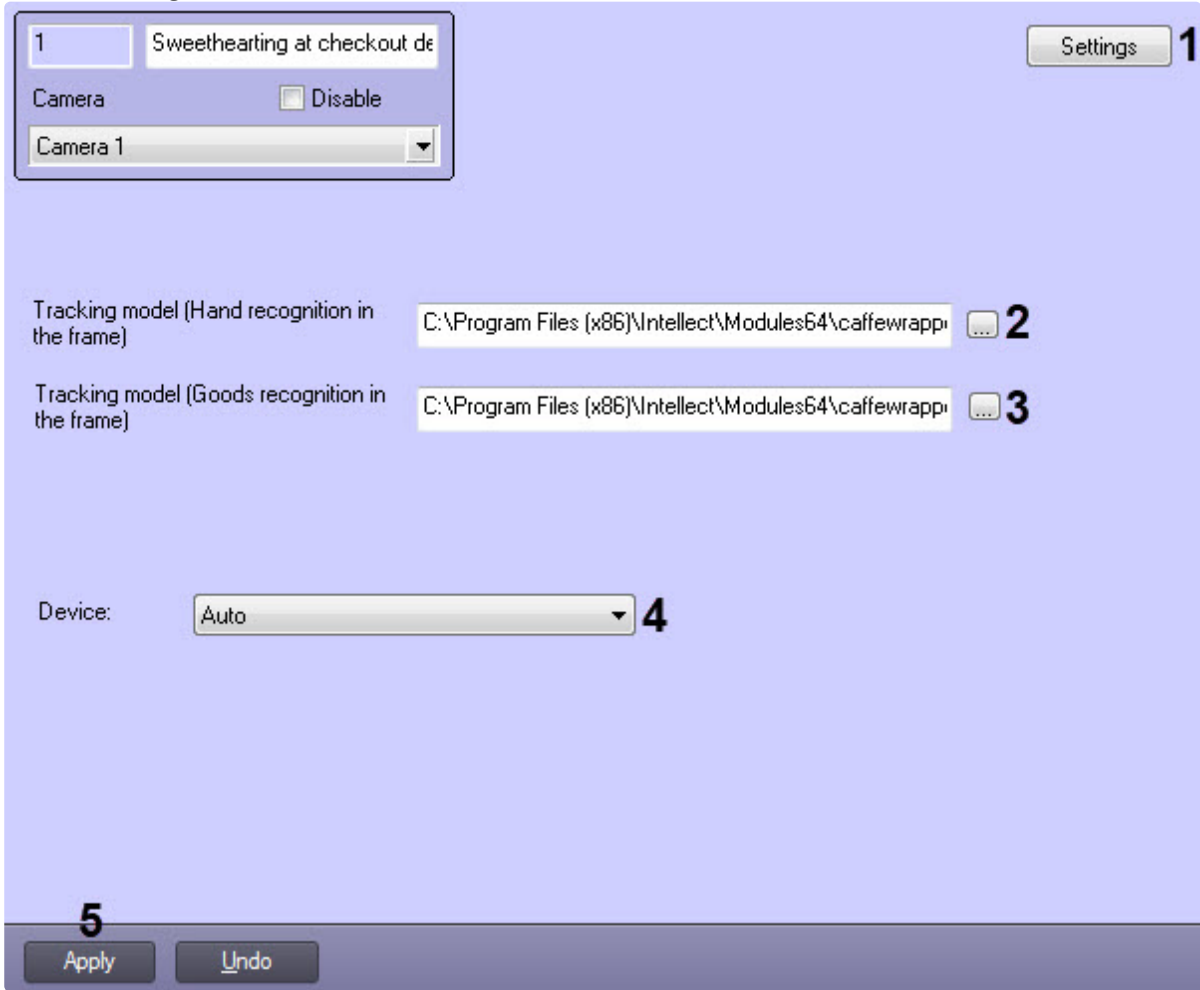 1 Sweethearting at checkout de
Settings 1
Camera Disable
Camera 1
Tracking model (Hand recognition in
the frame)
C:\Program Files (x86)\Intellect\Modules64\caffewrapp ... 2
Tracking model (Goods recognition in
the frame)
C:\Program Files (x86)\Intellect\Modules64\caffewrapp ... 3
Device: Auto 4
5
Apply Undo